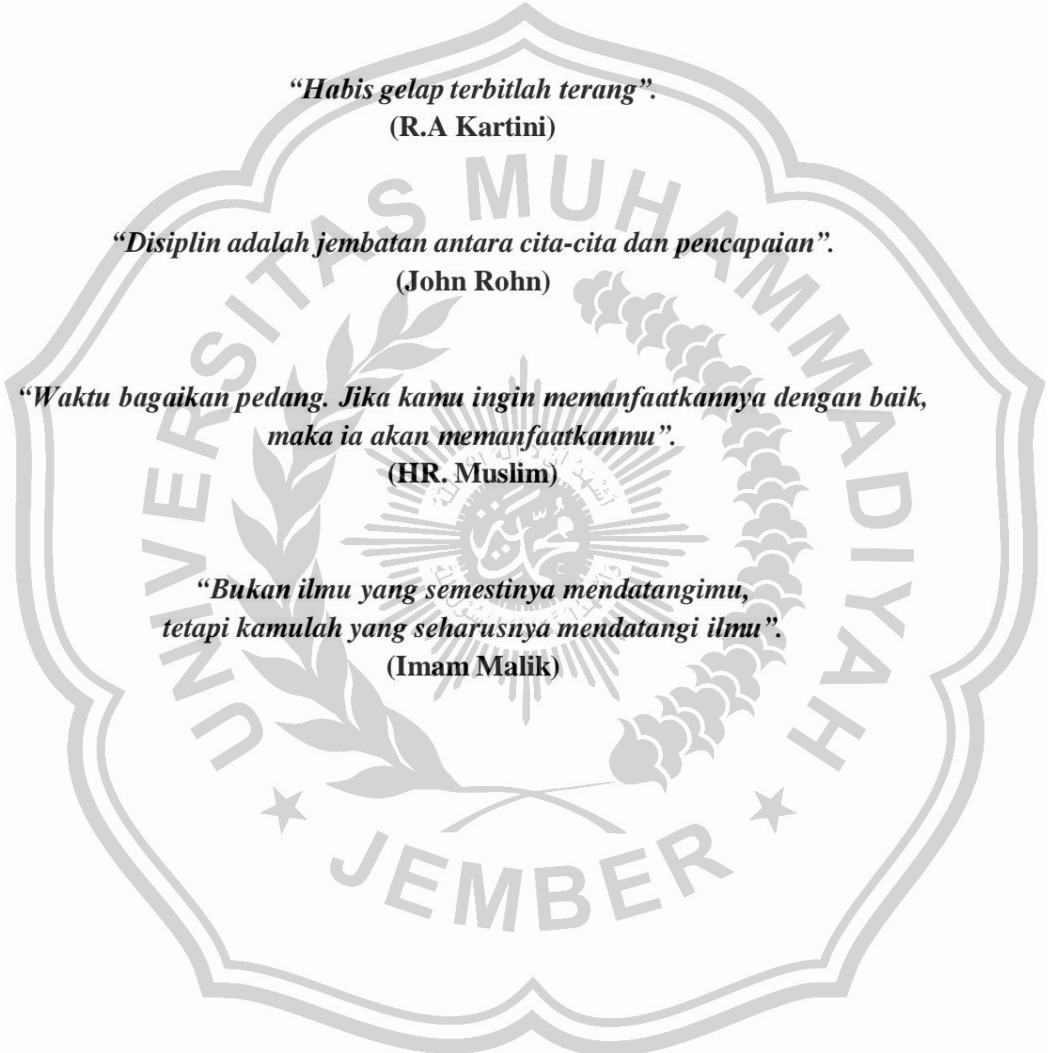 “Habis gelap terbitlah terang”.
(R.A Kartini)
“Disiplin adalah jembatan antara cita-cita dan pencapaian”.
(John Rohn)
“Waktu bagaikan pedang. Jika kamu ingin memanfaatkannya dengan baik,
maka ia akan memanfaatkanmu”.
(HR. Muslim)
“Bukan ilmu yang semestinya mendatangimu,
tetapi kamulah yang seharusnya mendatangi ilmu”.
(Imam Malik)
UNIVERSITAS MUHAMMADIYAH
JEMBER